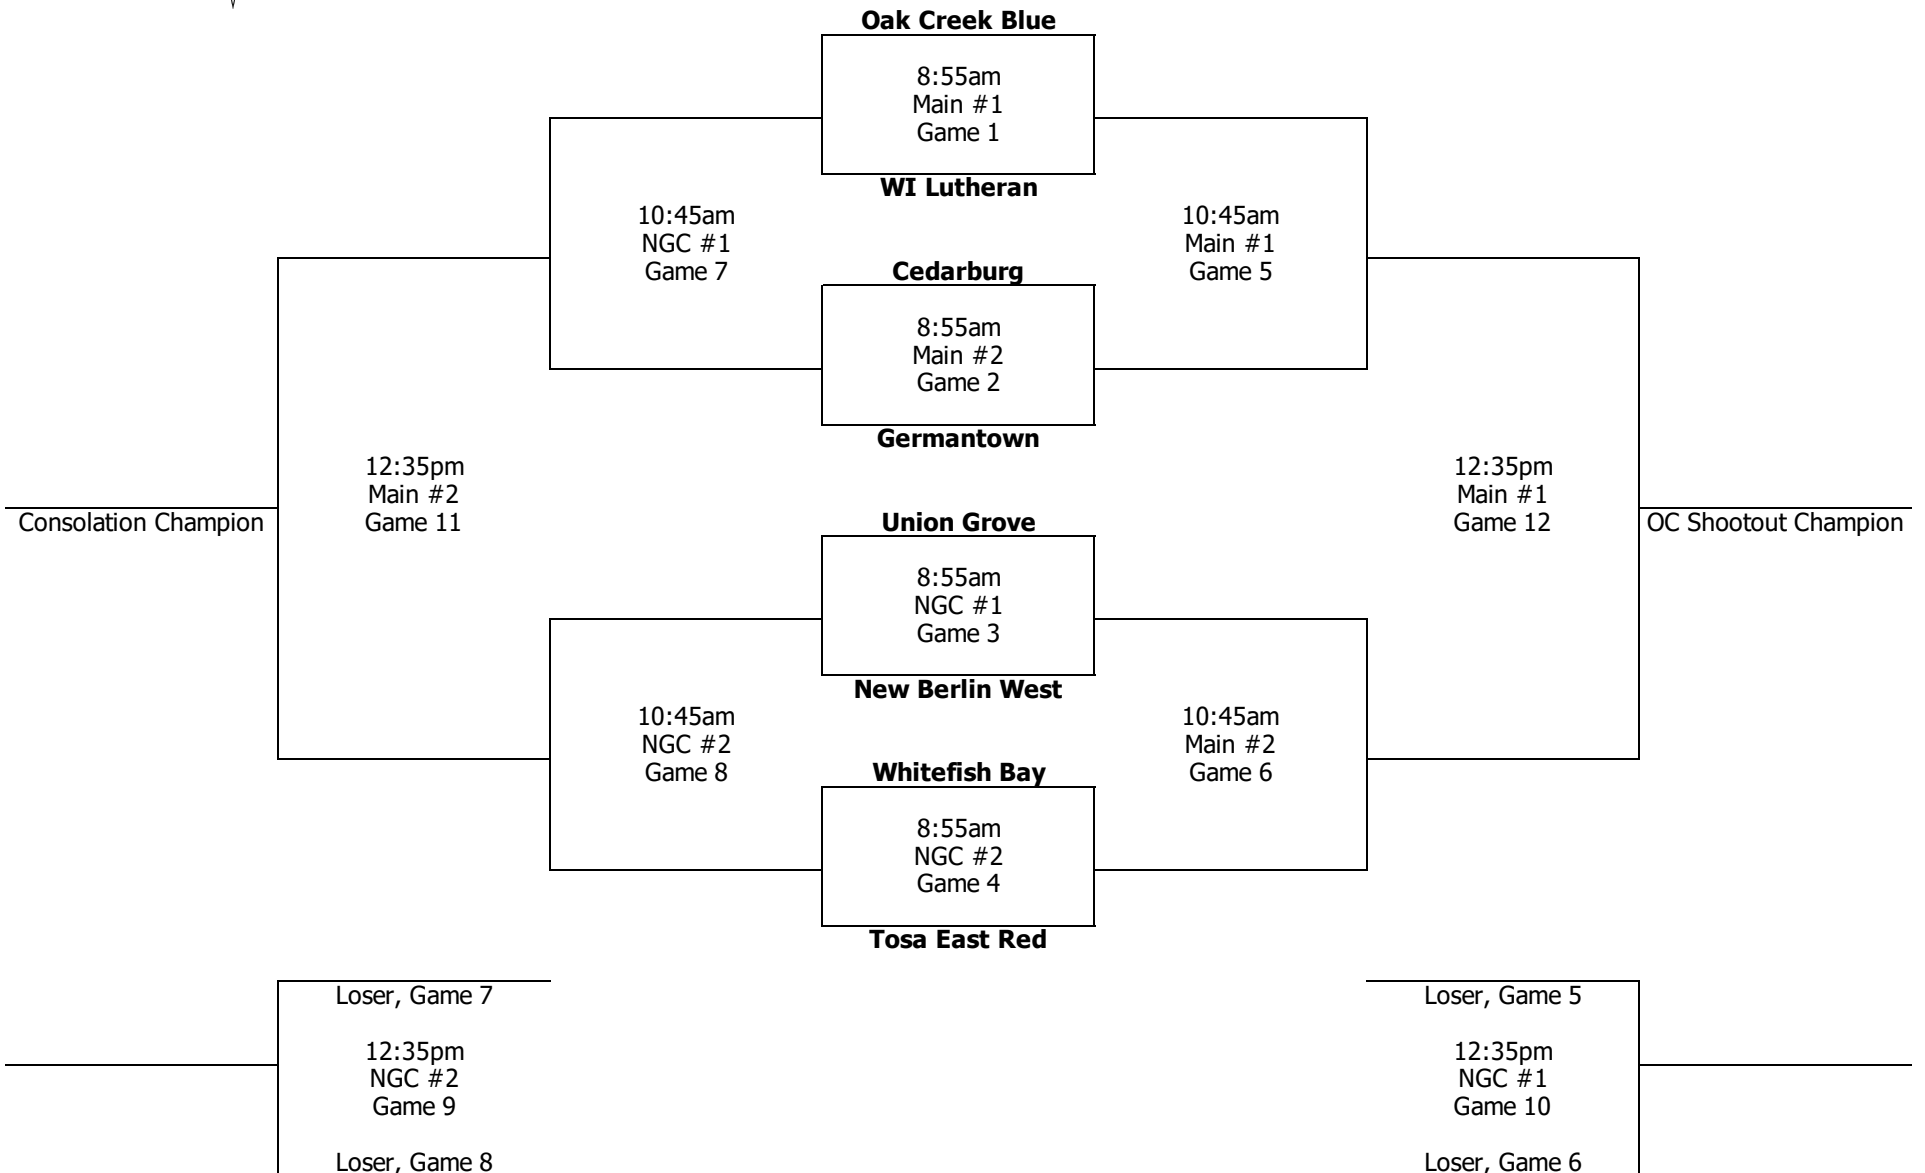 Oak Creek Blue
8:55am
Main #1
Game 1
WI Lutheran
10:45am
NGC #1
Game 7
10:45am
Main #1
Game 5
Cedarburg
8:55am
Main #2
Game 2
Germantown
12:35pm
Main #2
Game 11
Consolation Champion
12:35pm
Main #1
Game 12
OC Shootout Champion
Union Grove
8:55am
NGC #1
Game 3
New Berlin West
10:45am
NGC #2
Game 8
10:45am
Main #2
Game 6
Whitefish Bay
8:55am
NGC #2
Game 4
Tosa East Red
Loser, Game 7
12:35pm
NGC #2
Game 9
Loser, Game 8
Loser, Game 5
12:35pm
NGC #1
Game 10
Loser, Game 6